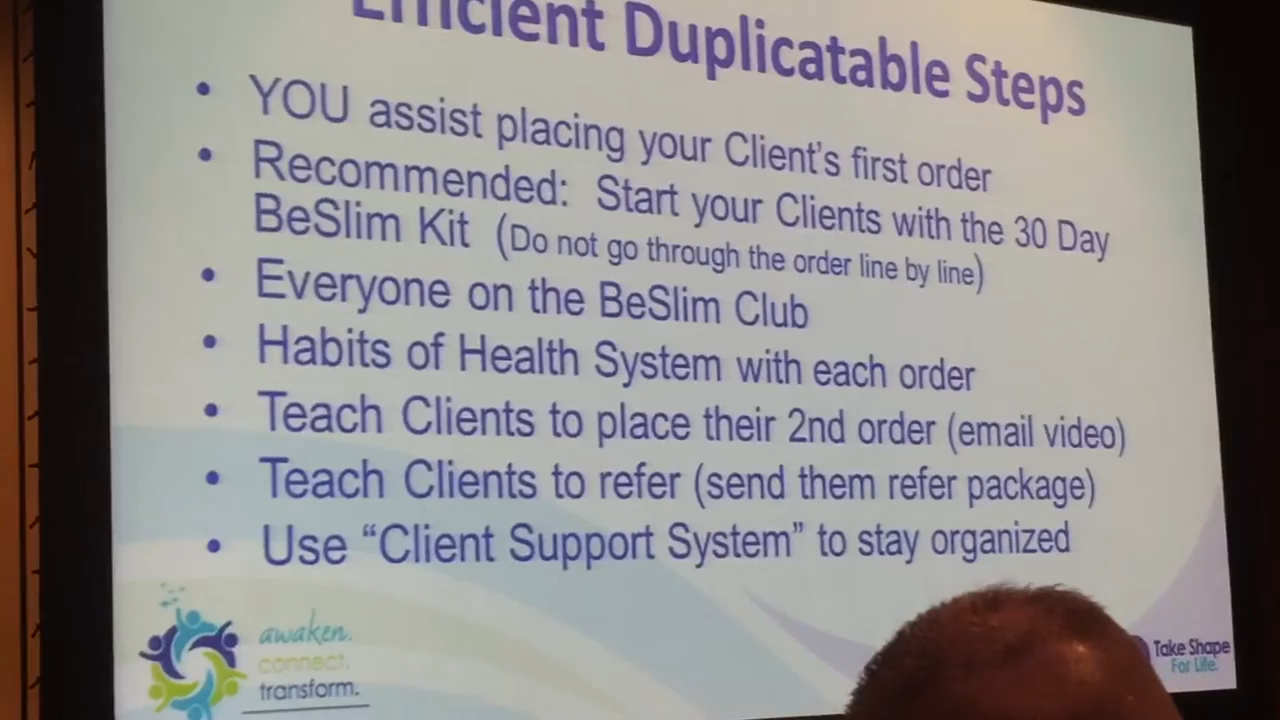 Efficient Duplicatable Steps
• YOU assist placing your Client's first order
• Recommended: Start your Clients with the 30 Day
BeSlim Kit (Do not go through the order line by line)
• Everyone on the BeSlim Club
• Habits of Health System with each order
• Teach Clients to place their 2nd order (email video)
• Teach Clients to refer (send them refer package)
• Use “Client Support System” to stay organized
awaken.
connect.
transform.
Take Shape
For Life.